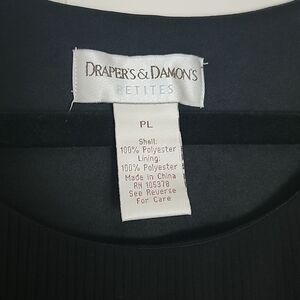 DRAPER'S & DAMON'S
PETITES
PL
Shell:
100% Polyester
Lining:
100% Polyester
Made in China
RN 105378
See Reverse
For Care